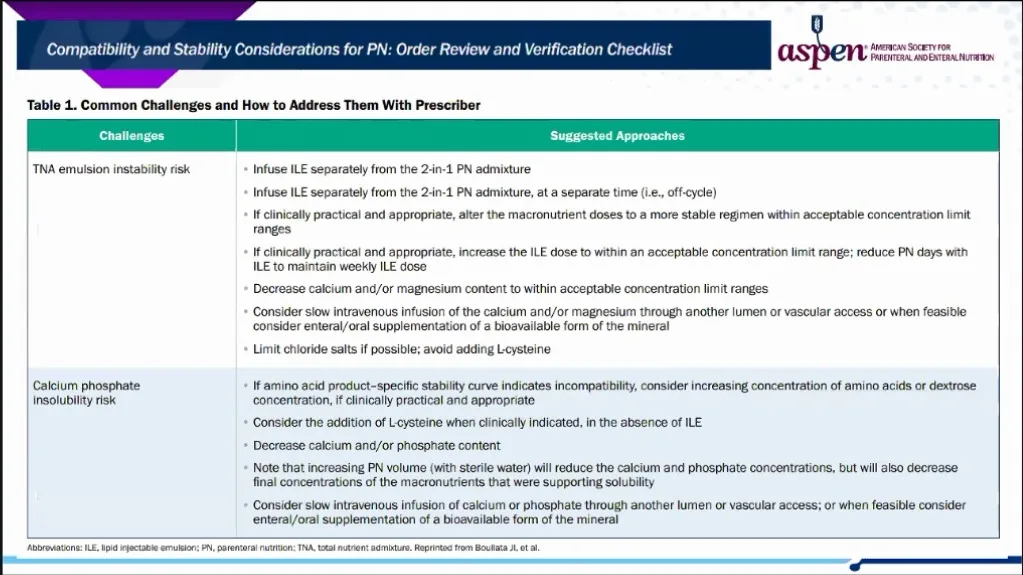 Compatibility and Stability Considerations for PN: Order Review and Verification Checklist
aspen® AMERICAN SOCIETY FOR
PARENTERAL AND ENTERAL NUTRITION
Table 1. Common Challenges and How to Address Them With Prescriber
Challenges
Suggested Approaches
TNA emulsion instability risk
• Infuse ILE separately from the 2-in-1 PN admixture
• Infuse ILE separately from the 2-in-1 PN admixture, at a separate time (i.e., off-cycle)
• If clinically practical and appropriate, alter the macronutrient doses to a more stable regimen within acceptable concentration limit
ranges
• If clinically practical and appropriate, increase the ILE dose to within an acceptable concentration limit range; reduce PN days with
ILE to maintain weekly ILE dose
• Decrease calcium and/or magnesium content to within acceptable concentration limit ranges
• Consider slow intravenous infusion of the calcium and/or magnesium through another lumen or vascular access or when feasible
consider enteral/oral supplementation of a bioavailable form of the mineral
• Limit chloride salts if possible; avoid adding L-cysteine
Calcium phosphate
insolubility risk
• If amino acid product–specific stability curve indicates incompatibility, consider increasing concentration of amino acids or dextrose
concentration, if clinically practical and appropriate
• Consider the addition of L-cysteine when clinically indicated, in the absence of ILE
• Decrease calcium and/or phosphate content
• Note that increasing PN volume (with sterile water) will reduce the calcium and phosphate concentrations, but will also decrease
final concentrations of the macronutrients that were supporting solubility
• Consider slow intravenous infusion of calcium or phosphate through another lumen or vascular access; or when feasible consider
enteral/oral supplementation of a bioavailable form of the mineral
Abbreviations: ILE, lipid injectable emulsion; PN, parenteral nutrition; TNA, total nutrient admixture. Reprinted from Boullata JI, et al.